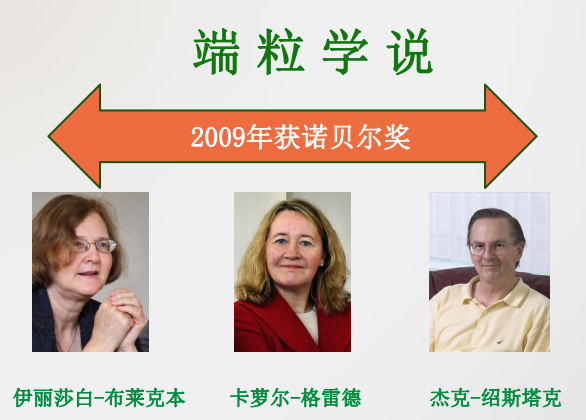 端粒学说
2009年获诺贝尔奖
伊丽莎白-布莱克本
卡萝尔-格雷德
杰克-绍斯塔克